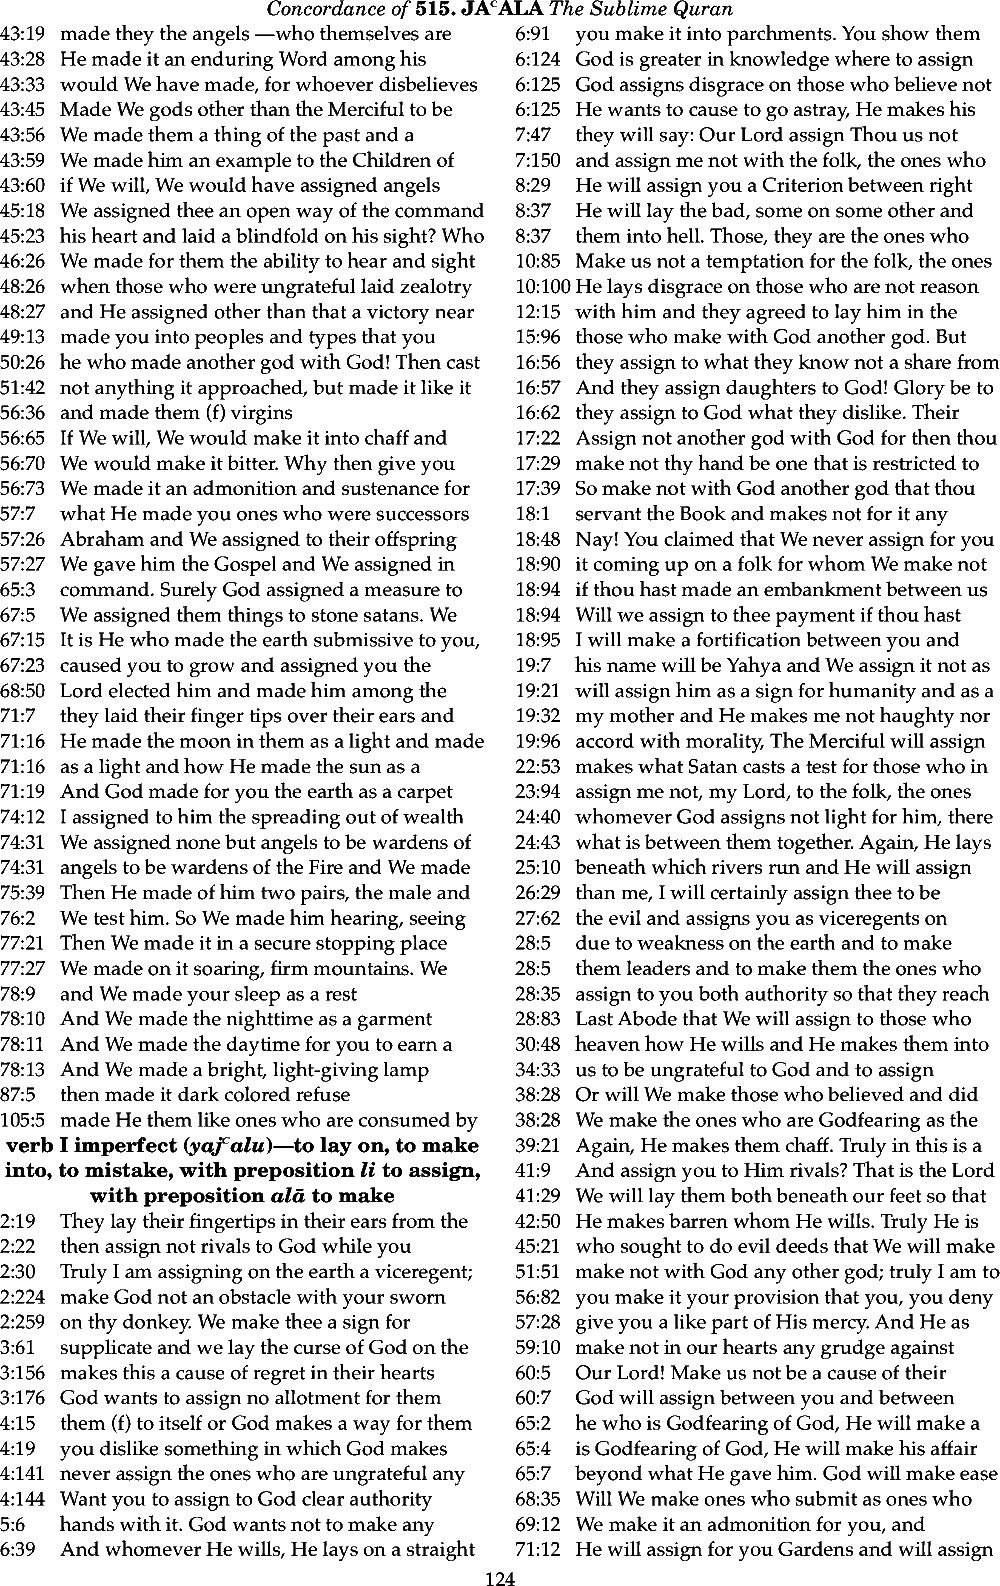 Concordance of 515. JAᶜALA The Sublime Quran
43:19 made they the angels —who themselves are
43:28 He made it an enduring Word among his
43:33 would We have made, for whoever disbelieves
43:45 Made We gods other than the Merciful to be
43:56 We made them a thing of the past and a
43:59 We made him an example to the Children of
43:60 if We will, We would have assigned angels
45:18 We assigned thee an open way of the command
45:23 his heart and laid a blindfold on his sight? Who
46:26 We made for them the ability to hear and sight
48:26 when those who were ungrateful laid zealotry
48:27 and He assigned other than that a victory near
49:13 made you into peoples and types that you
50:26 he who made another god with God! Then cast
51:42 not anything it approached, but made it like it
56:36 and made them (f) virgins
56:65 If We will, We would make it into chaff and
56:70 We would make it bitter. Why then give you
56:73 We made it an admonition and sustenance for
57:7 what He made you ones who were successors
57:26 Abraham and We assigned to their offspring
57:27 We gave him the Gospel and We assigned in
65:3 command. Surely God assigned a measure to
67:5 We assigned them things to stone satans. We
67:15 It is He who made the earth submissive to you,
67:23 caused you to grow and assigned you the
68:50 Lord elected him and made him among the
71:7 they laid their finger tips over their ears and
71:16 He made the moon in them as a light and made
71:16 as a light and how He made the sun as a
71:19 And God made for you the earth as a carpet
74:12 I assigned to him the spreading out of wealth
74:31 We assigned none but angels to be wardens of
74:31 angels to be wardens of the Fire and We made
75:39 Then He made of him two pairs, the male and
76:2 We test him. So We made him hearing, seeing
77:21 Then We made it in a secure stopping place
77:27 We made on it soaring, firm mountains. We
78:9 and We made your sleep as a rest
78:10 And We made the nighttime as a garment
78:11 And We made the daytime for you to earn a
78:13 And We made a bright, light-giving lamp
87:5 then made it dark colored refuse
105:5 made He them like ones who are consumed by
verb I imperfect (yajᶜalu)—to lay on, to make
into, to mistake, with preposition li to assign,
with preposition alā to make
2:19 They lay their fingertips in their ears from the
2:22 then assign not rivals to God while you
2:30 Truly I am assigning on the earth a viceregent;
2:224 make God not an obstacle with your sworn
2:259 on thy donkey. We make thee a sign for
3:61 supplicate and we lay the curse of God on the
3:156 makes this a cause of regret in their hearts
3:176 God wants to assign no allotment for them
4:15 them (f) to itself or God makes a way for them
4:19 you dislike something in which God makes
4:141 never assign the ones who are ungrateful any
4:144 Want you to assign to God clear authority
5:6 hands with it. God wants not to make any
6:39 And whomever He wills, He lays on a straight
6:91 you make it into parchments. You show them
6:124 God is greater in knowledge where to assign
6:125 God assigns disgrace on those who believe not
6:125 He wants to cause to go astray, He makes his
7:47 they will say: Our Lord assign Thou us not
7:150 and assign me not with the folk, the ones who
8:29 He will assign you a Criterion between right
8:37 He will lay the bad, some on some other and
8:37 them into hell. Those, they are the ones who
10:85 Make us not a temptation for the folk, the ones
10:100 He lays disgrace on those who are not reason
12:15 with him and they agreed to lay him in the
15:96 those who make with God another god. But
16:56 they assign to what they know not a share from
16:57 And they assign daughters to God! Glory be to
16:62 they assign to God what they dislike. Their
17:22 Assign not another god with God for then thou
17:29 make not thy hand be one that is restricted to
17:39 So make not with God another god that thou
18:1 servant the Book and makes not for it any
18:48 Nay! You claimed that We never assign for you
18:90 it coming up on a folk for whom We make not
18:94 if thou hast made an embankment between us
18:94 Will we assign to thee payment if thou hast
18:95 I will make a fortification between you and
19:7 his name will be Yahya and We assign it not as
19:21 will assign him as a sign for humanity and as a
19:32 my mother and He makes me not haughty nor
19:96 accord with morality, The Merciful will assign
22:53 makes what Satan casts a test for those who in
23:94 assign me not, my Lord, to the folk, the ones
24:40 whomever God assigns not light for him, there
24:43 what is between them together. Again, He lays
25:10 beneath which rivers run and He will assign
26:29 than me, I will certainly assign thee to be
27:62 the evil and assigns you as viceregents on
28:5 due to weakness on the earth and to make
28:5 them leaders and to make them the ones who
28:35 assign to you both authority so that they reach
28:83 Last Abode that We will assign to those who
30:48 heaven how He wills and He makes them into
34:33 us to be ungrateful to God and to assign
38:28 Or will We make those who believed and did
38:28 We make the ones who are Godfearing as the
39:21 Again, He makes them chaff. Truly in this is a
41:9 And assign you to Him rivals? That is the Lord
41:29 We will lay them both beneath our feet so that
42:50 He makes barren whom He wills. Truly He is
45:21 who sought to do evil deeds that We will make
51:51 make not with God any other god; truly I am to
56:82 you make it your provision that you, you deny
57:28 give you a like part of His mercy. And He as
59:10 make not in our hearts any grudge against
60:5 Our Lord! Make us not be a cause of their
60:7 God will assign between you and between
65:2 he who is Godfearing of God, He will make a
65:4 is Godfearing of God, He will make his affair
65:7 beyond what He gave him. God will make ease
68:35 Will We make ones who submit as ones who
69:12 We make it an admonition for you, and
71:12 He will assign for you Gardens and will assign
124